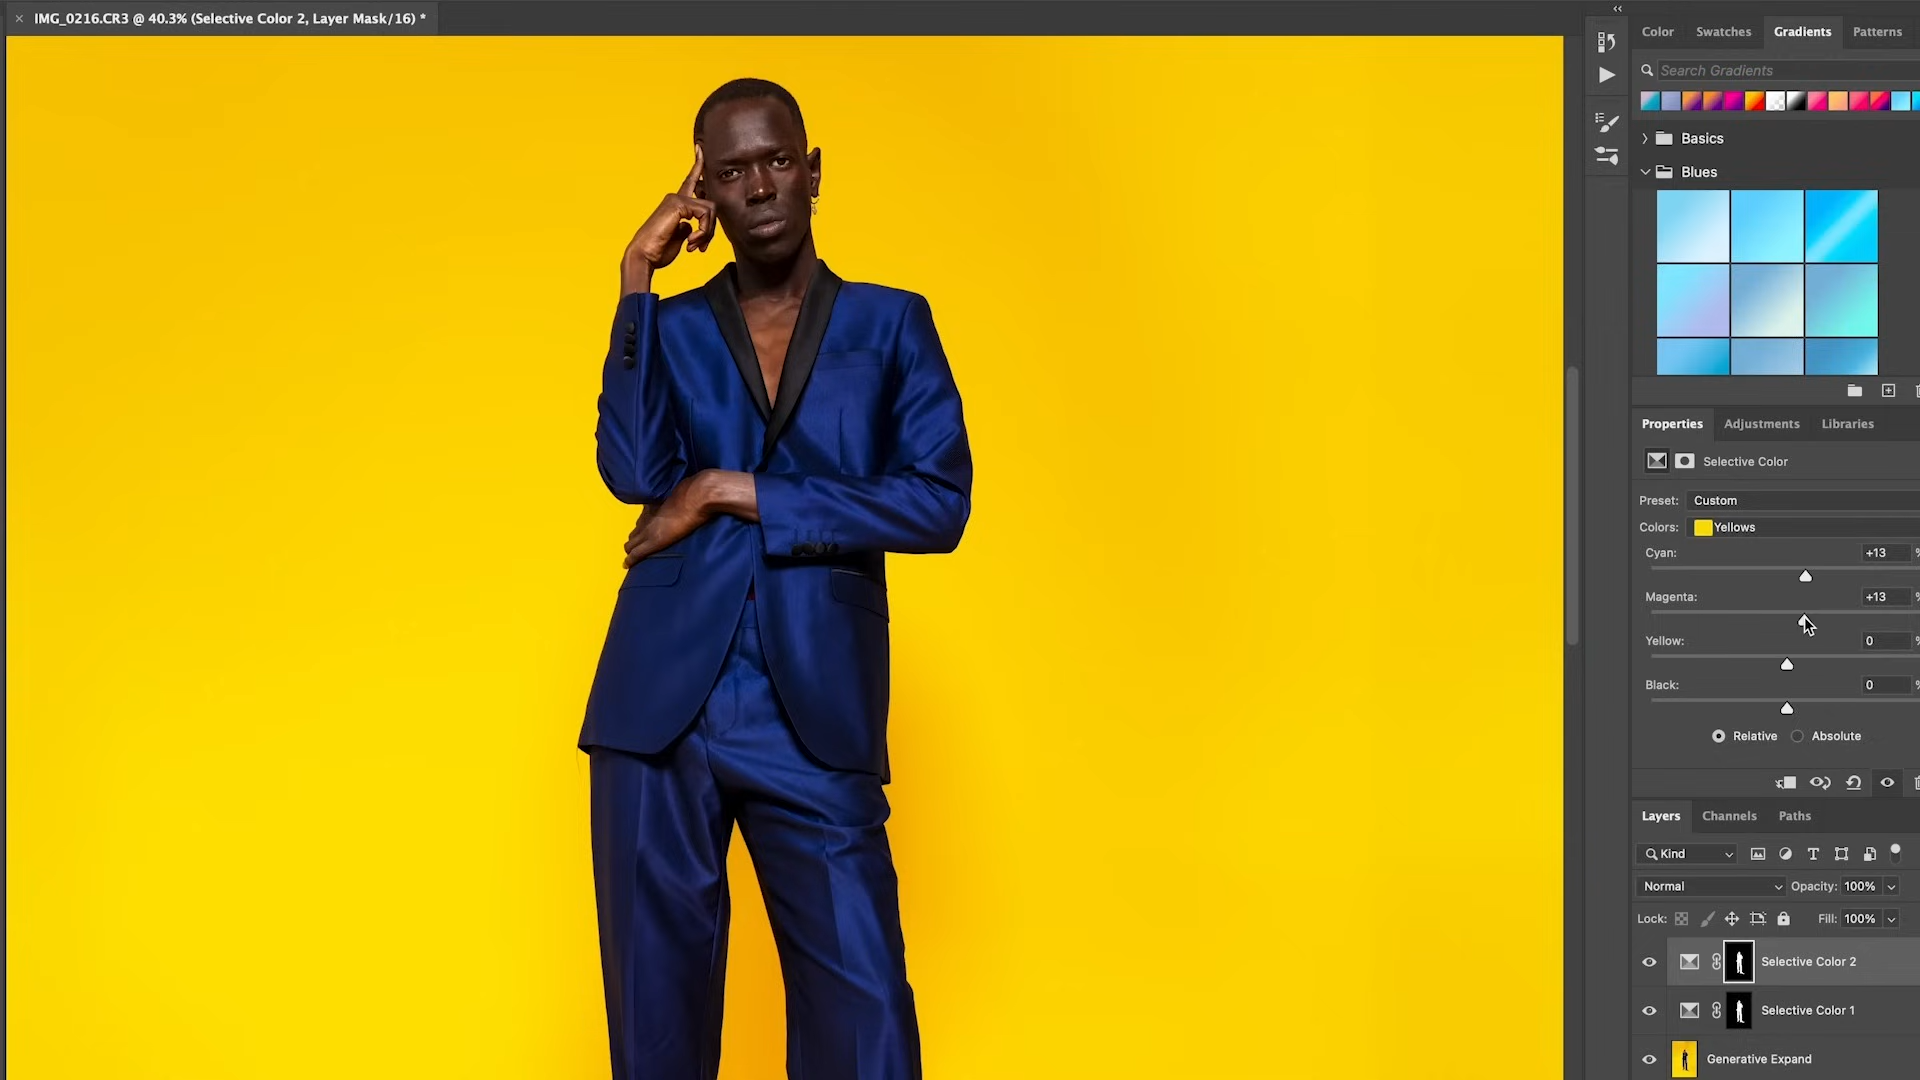 IMG_0216.CR3 @ 40.3% (Selective Color 2, Layer Mask/16) *
Color Swatches Gradients Patterns
Search Gradients
Basics
Blues
Properties Adjustments Libraries
Selective Color
Preset: Custom
Colors: Yellows
Cyan: +13 %
Magenta: +13 %
Yellow: 0 %
Black: 0 %
Relative Absolute
Layers Channels Paths
Kind
Normal Opacity: 100%
Lock: Fill: 100%
Selective Color 2
Selective Color 1
Generative Expand